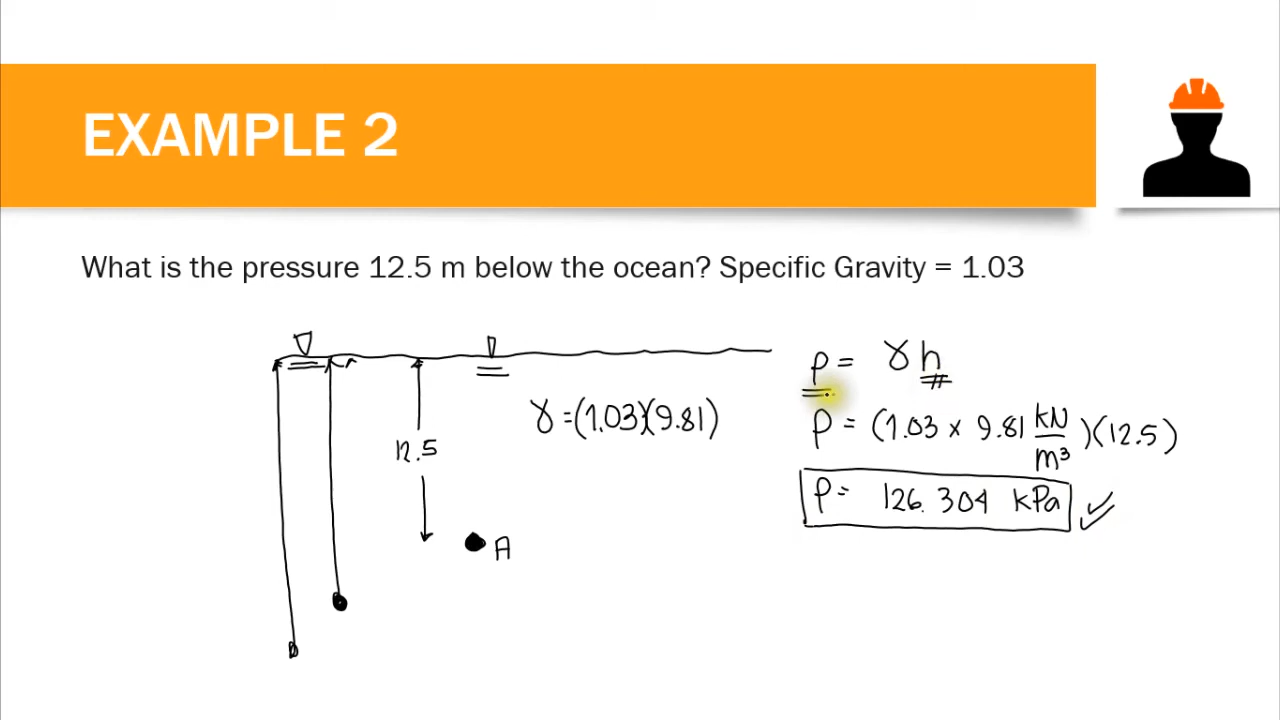 EXAMPLE 2
What is the pressure 12.5 m below the ocean? Specific Gravity = 1.03
12.5
A
γ = (1.03)(9.81)
P = γh
P = (1.03 x 9.81 kN/m³)(12.5)
P = 126.304 kPa